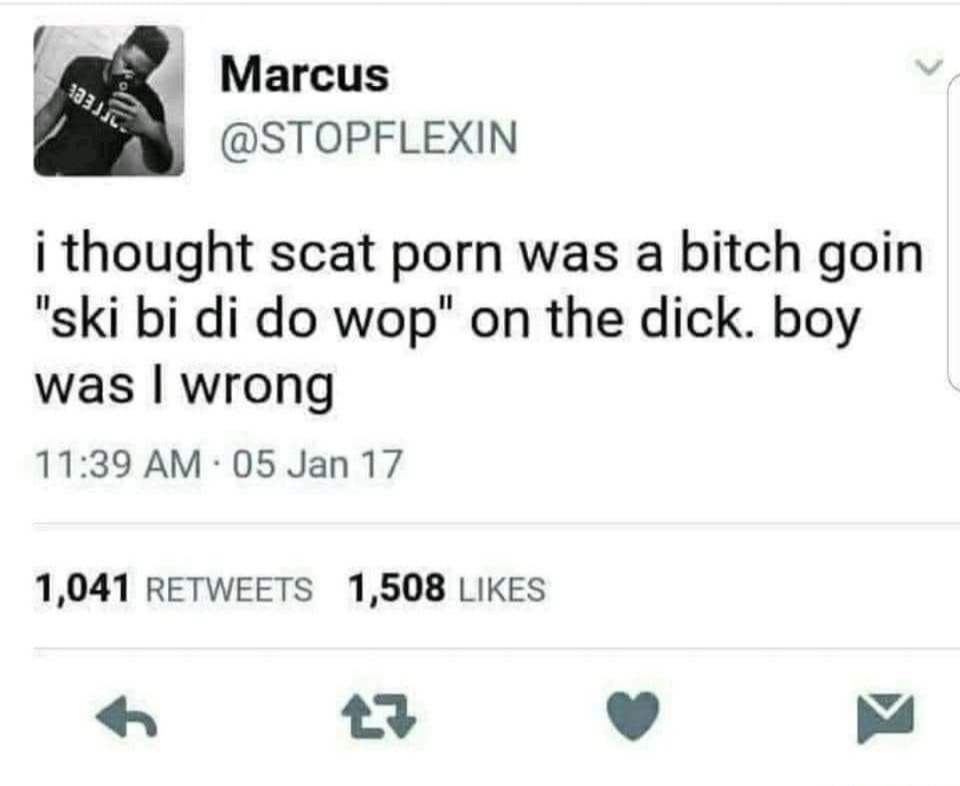 Marcus
@STOPFLEXIN
i thought scat porn was a bitch goin
"ski bi di do wop" on the dick. boy
was I wrong
11:39 AM · 05 Jan 17
1,041 RETWEETS 1,508 LIKES